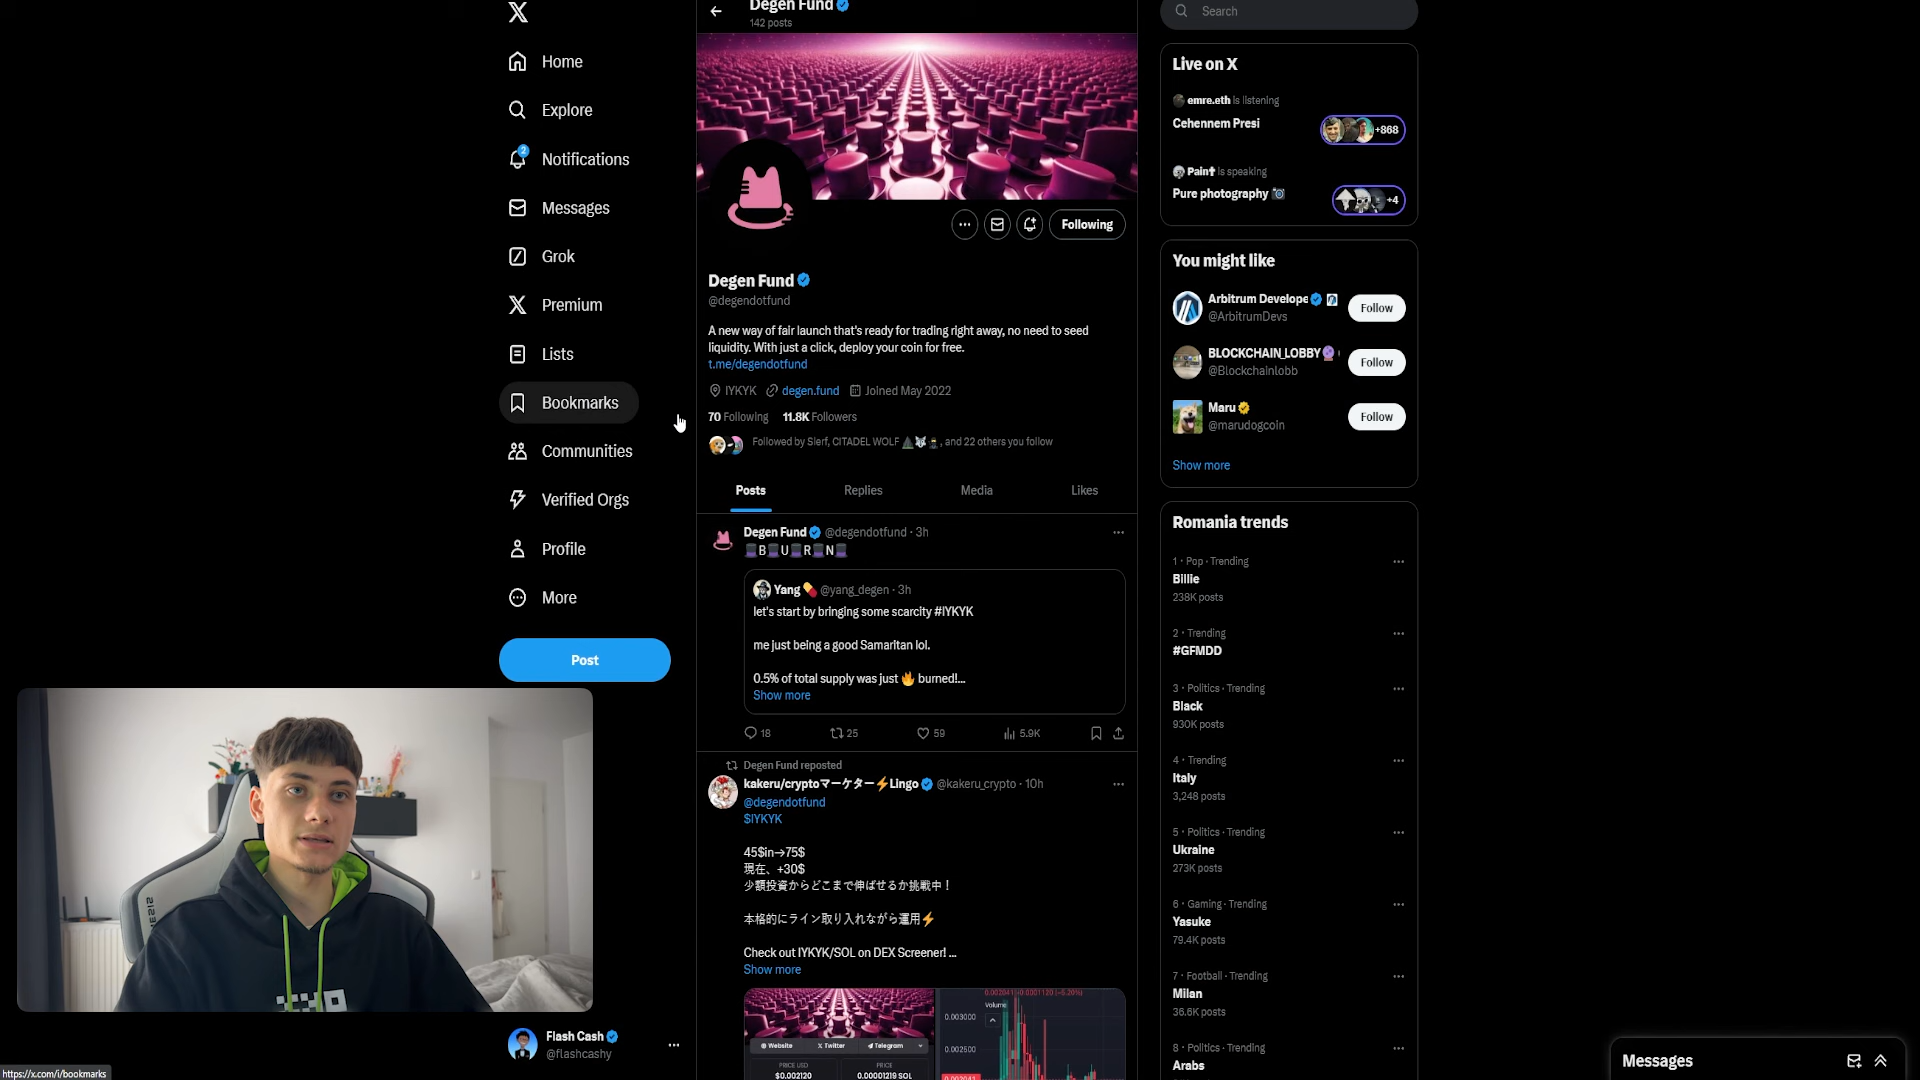 Home
Explore
2
Notifications
Messages
Grok
Premium
Lists
Bookmarks
Communities
Verified Orgs
Profile
More
Post
Flash Cash
@flashcashy
https://x.com/i/bookmarks
Degen Fund
142 posts
Following
Degen Fund
@degendotfund
A new way of fair launch that's ready for trading right away, no need to seed
liquidity. With just a click, deploy your coin for free.
t.me/degendotfund
IYKYK degen.fund Joined May 2022
70 Following 11.8K Followers
Followed by Slerf, CITADEL WOLF, and 22 others you follow
Posts Replies Media Likes
Degen Fund @degendotfund · 3h
🎩B🎩U🎩R🎩N🎩
Yang 💊 @yang_degen · 3h
let's start by bringing some scarcity #IYKYK
me just being a good Samaritan lol.
0.5% of total supply was just 🔥 burned!...
Show more
18 25 59 5.9K
Degen Fund reposted
kakeru/cryptoマーケター⚡Lingo @kakeru_crypto · 10h
@degendotfund
$IYKYK
45$in→75$
現在、+30$
少額投資からどこまで伸ばせるか挑戦中！
本格的にライン取り入れながら運用⚡
Check out IYKYK/SOL on DEX Screener! ...
Show more
Website Twitter Telegram
PRICE USD PRICE
$0.002120 0.00001219 SOL
Volume
0.003000
0.002500
Search
Live on X
emre.eth is listening
Cehennem Presi
+868
Pain† is speaking
Pure photography 📷
+4
You might like
Arbitrum Develope
@ArbitrumDevs
Follow
BLOCKCHAIN_LOBBY🔮
@Blockchainlobb
Follow
Maru
@marudogcoin
Follow
Show more
Romania trends
1 · Pop · Trending
Billie
238K posts
2 · Trending
#GFMDD
3 · Politics · Trending
Black
930K posts
4 · Trending
Italy
3,248 posts
5 · Politics · Trending
Ukraine
273K posts
6 · Gaming · Trending
Yasuke
79.4K posts
7 · Football · Trending
Milan
36.6K posts
8 · Politics · Trending
Arabs
Messages